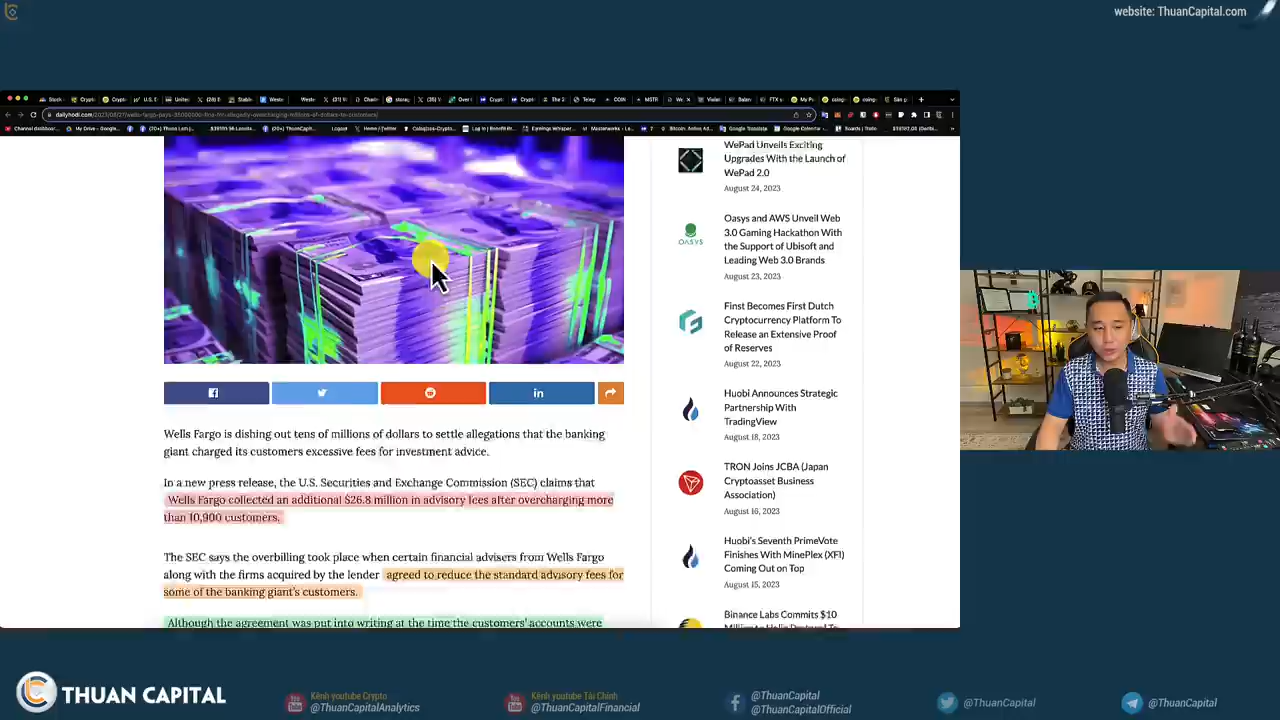 website: ThuanCapital.com
WePad Unveils Exciting
Upgrades With the Launch of
WePad 2.0
August 24, 2023
Oasys and AWS Unveil Web
3.0 Gaming Hackathon With
the Support of Ubisoft and
Leading Web 3.0 Brands
August 23, 2023
OASYS
Finst Becomes First Dutch
Cryptocurrency Platform To
Release an Extensive Proof
of Reserves
August 22, 2023
Huobi Announces Strategic
Partnership With
TradingView
August 18, 2023
TRON Joins JCBA (Japan
Cryptoasset Business
Association)
August 16, 2023
Huobi's Seventh PrimeVote
Finishes With MinePlex (XFI)
Coming Out on Top
August 15, 2023
Binance Labs Commits $10
Wells Fargo is dishing out tens of millions of dollars to settle allegations that the banking
giant charged its customers excessive fees for investment advice.
In a new press release, the U.S. Securities and Exchange Commission (SEC) claims that
Wells Fargo collected an additional $26.8 million in advisory fees after overcharging more
than 10,900 customers.
The SEC says the overbilling took place when certain financial advisers from Wells Fargo
along with the firms acquired by the lender agreed to reduce the standard advisory fees for
some of the banking giant's customers.
Although the agreement was put into writing at the time the customers' accounts were
THUAN CAPITAL
Kênh youtube Crypto
@ThuanCapitalAnalytics
Kênh youtube Tài Chính
@ThuanCapitalFinancial
@ThuanCapital
@ThuanCapitalOfficial
@ThuanCapital
@ThuanCapital